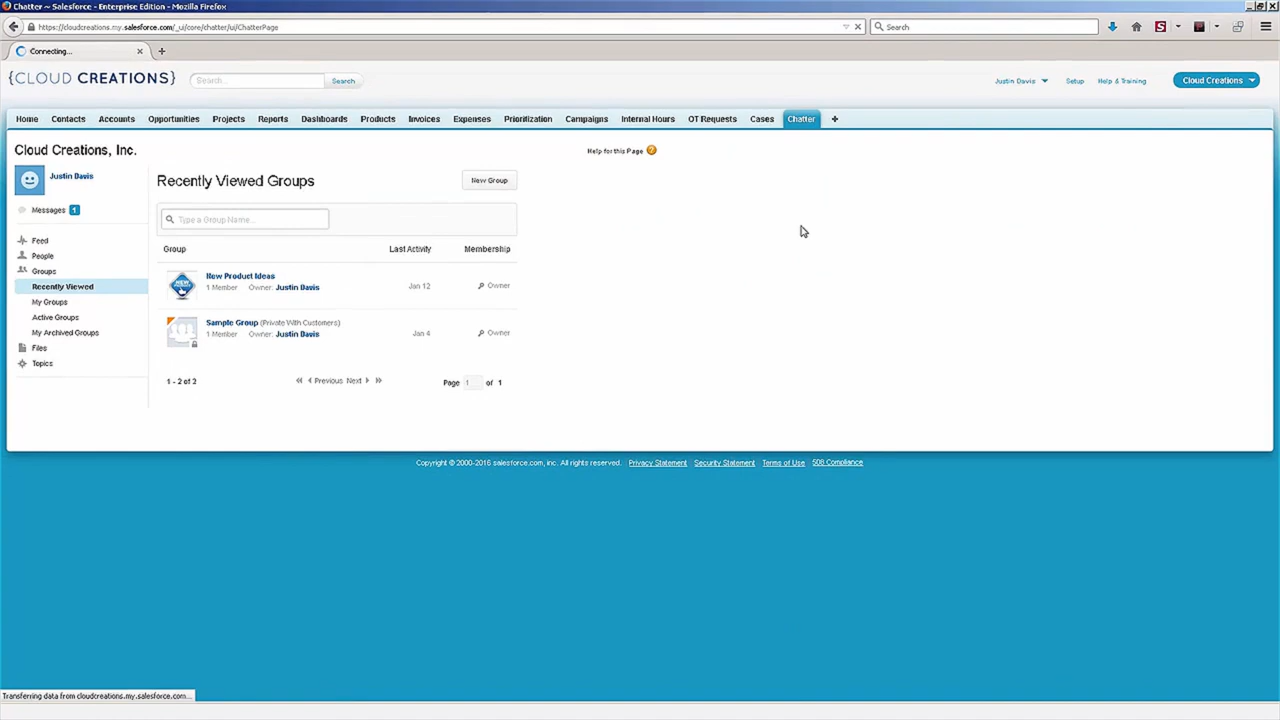 Chatter ~ Salesforce - Enterprise Edition - Mozilla Firefox
https://cloudcreations.my.salesforce.com/_ui/core/chatter/ui/ChatterPage
Search
Connecting...
{CLOUD CREATIONS}
Search...
Search
Justin Davis
Setup
Help & Training
Cloud Creations
Home Contacts Accounts Opportunities Projects Reports Dashboards Products Invoices Expenses Prioritization Campaigns Internal Hours OT Requests Cases Chatter +
Cloud Creations, Inc.
Help for this Page
Justin Davis
Messages 1
Feed
People
Groups
Recently Viewed
My Groups
Active Groups
My Archived Groups
Files
Topics
Recently Viewed Groups
New Group
Type a Group Name...
Group Last Activity Membership
New Product Ideas
1 Member Owner: Justin Davis Jan 12 Owner
Sample Group (Private With Customers)
1 Member Owner: Justin Davis Jan 4 Owner
1 - 2 of 2 Previous Next Page 1 of 1
Copyright © 2000-2016 salesforce.com, inc. All rights reserved. Privacy Statement Security Statement Terms of Use 508 Compliance
Transferring data from cloudcreations.my.salesforce.com...